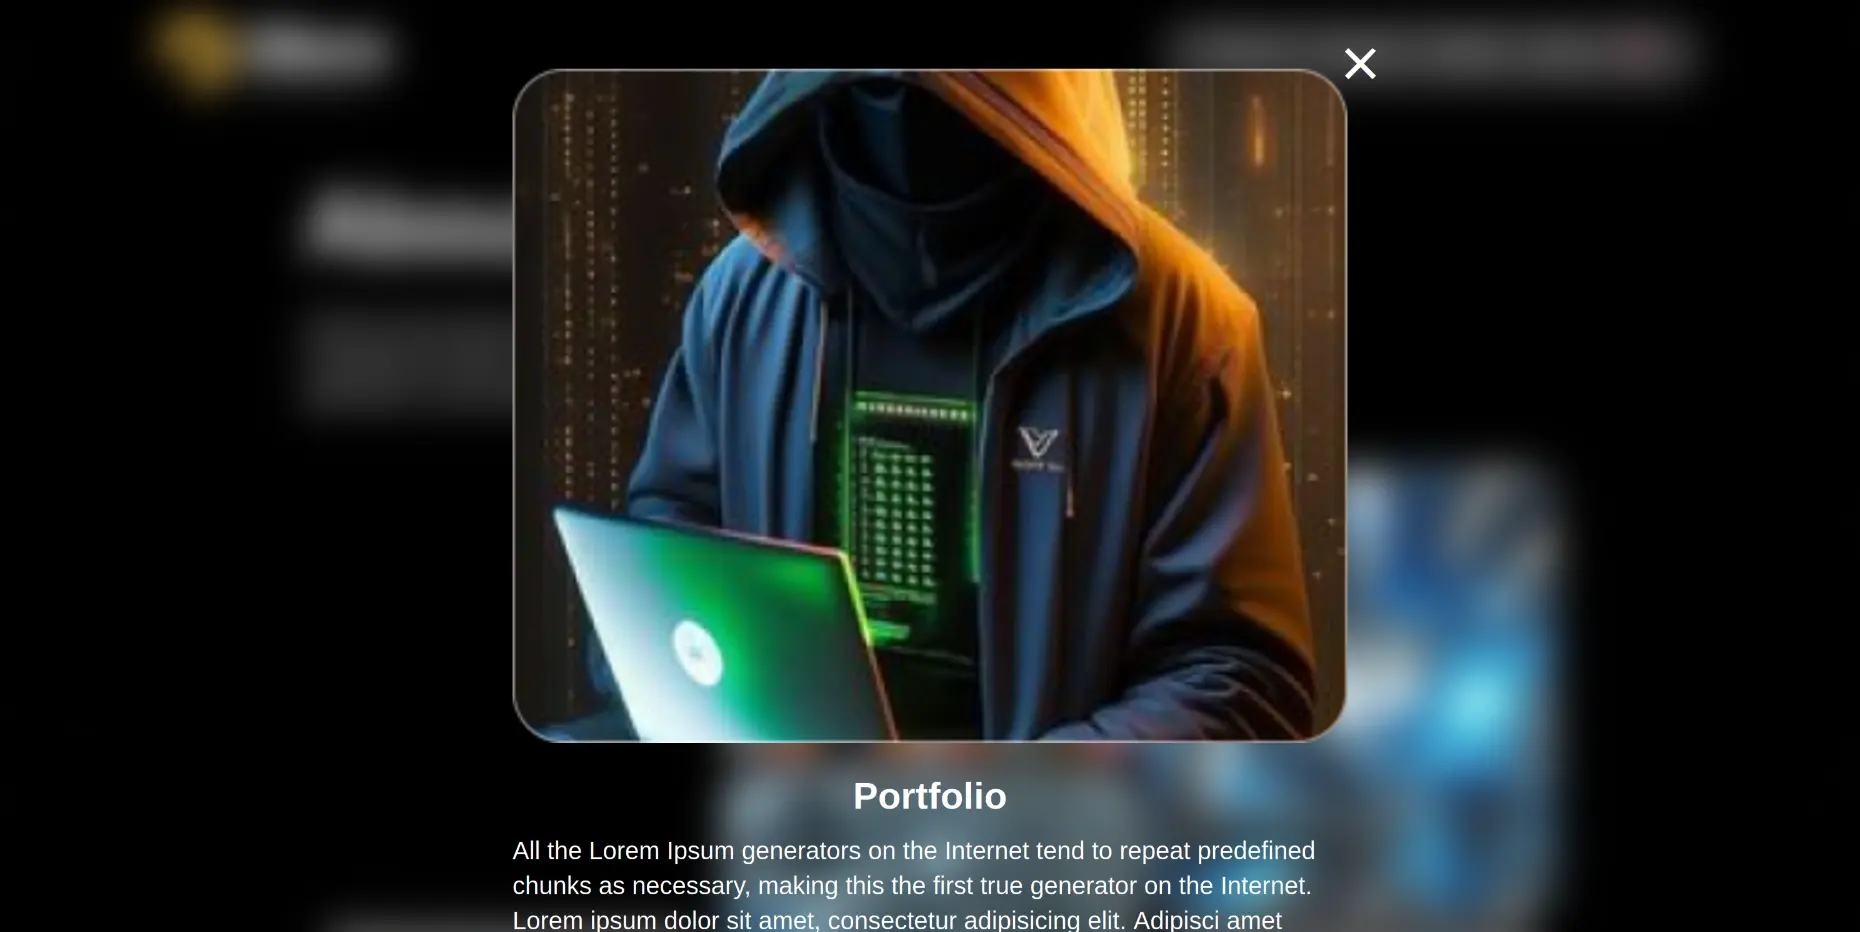 Portfolio
All the Lorem Ipsum generators on the Internet tend to repeat predefined
chunks as necessary, making this the first true generator on the Internet.
Lorem ipsum dolor sit amet, consectetur adipisicing elit. Adipisci amet